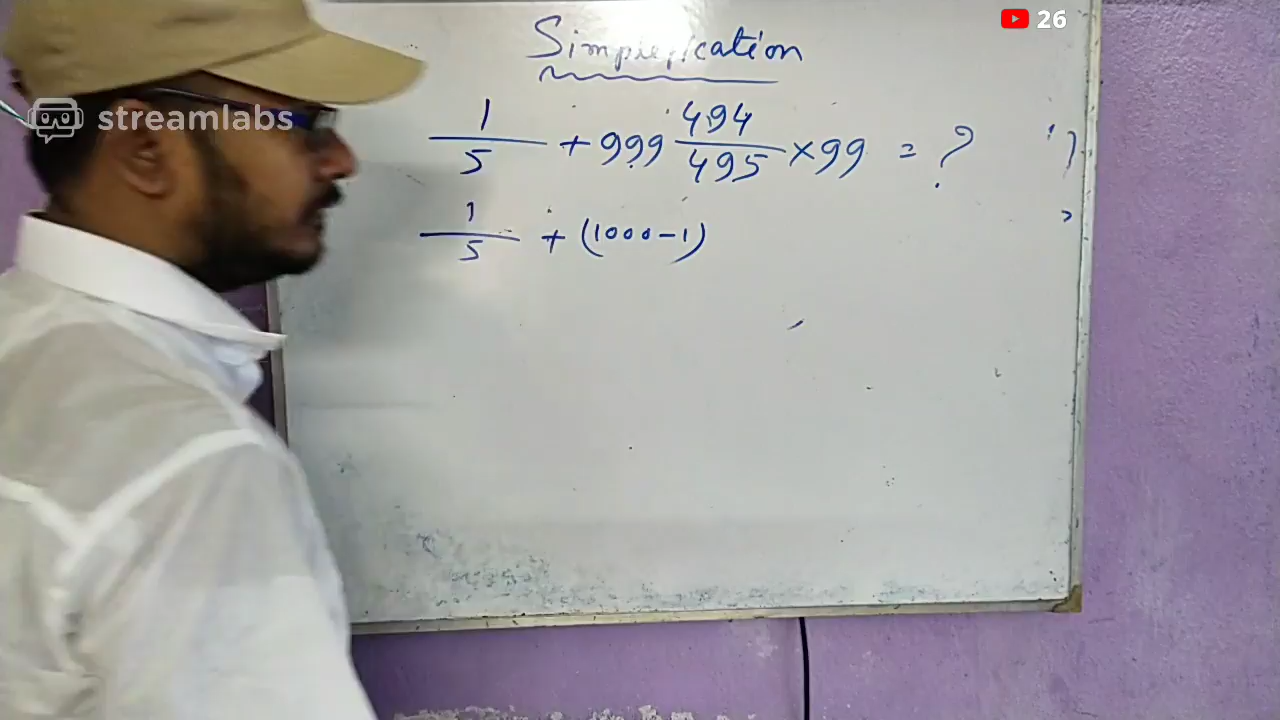 26
streamlabs
Simplification
1/5 + 999 494/495 × 99 = ?
1/5 + (1000-1)